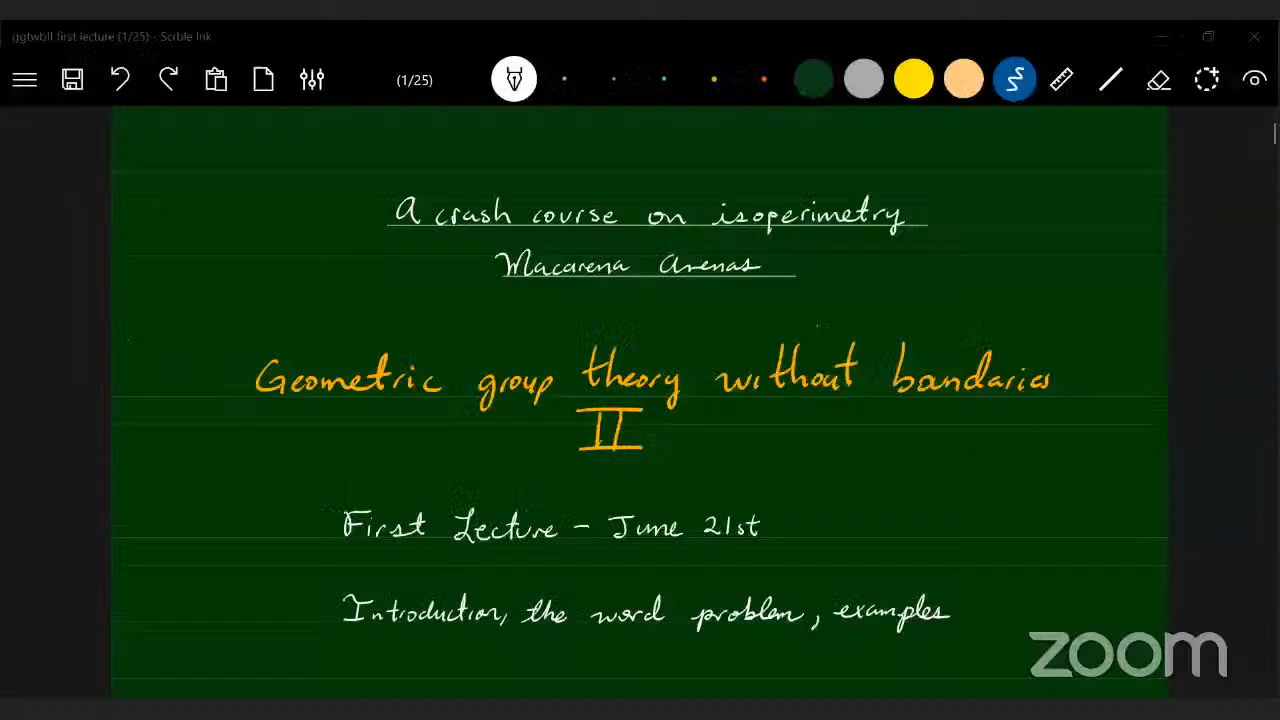 ggtwbII first lecture (1/25) - Scrble Ink
(1/25)
A crash course on isoperimetry
Macarena Arenas
Geometric group theory without bandaries
II
First Lecture - June 21st
Introduction, the word problem, examples
zoom